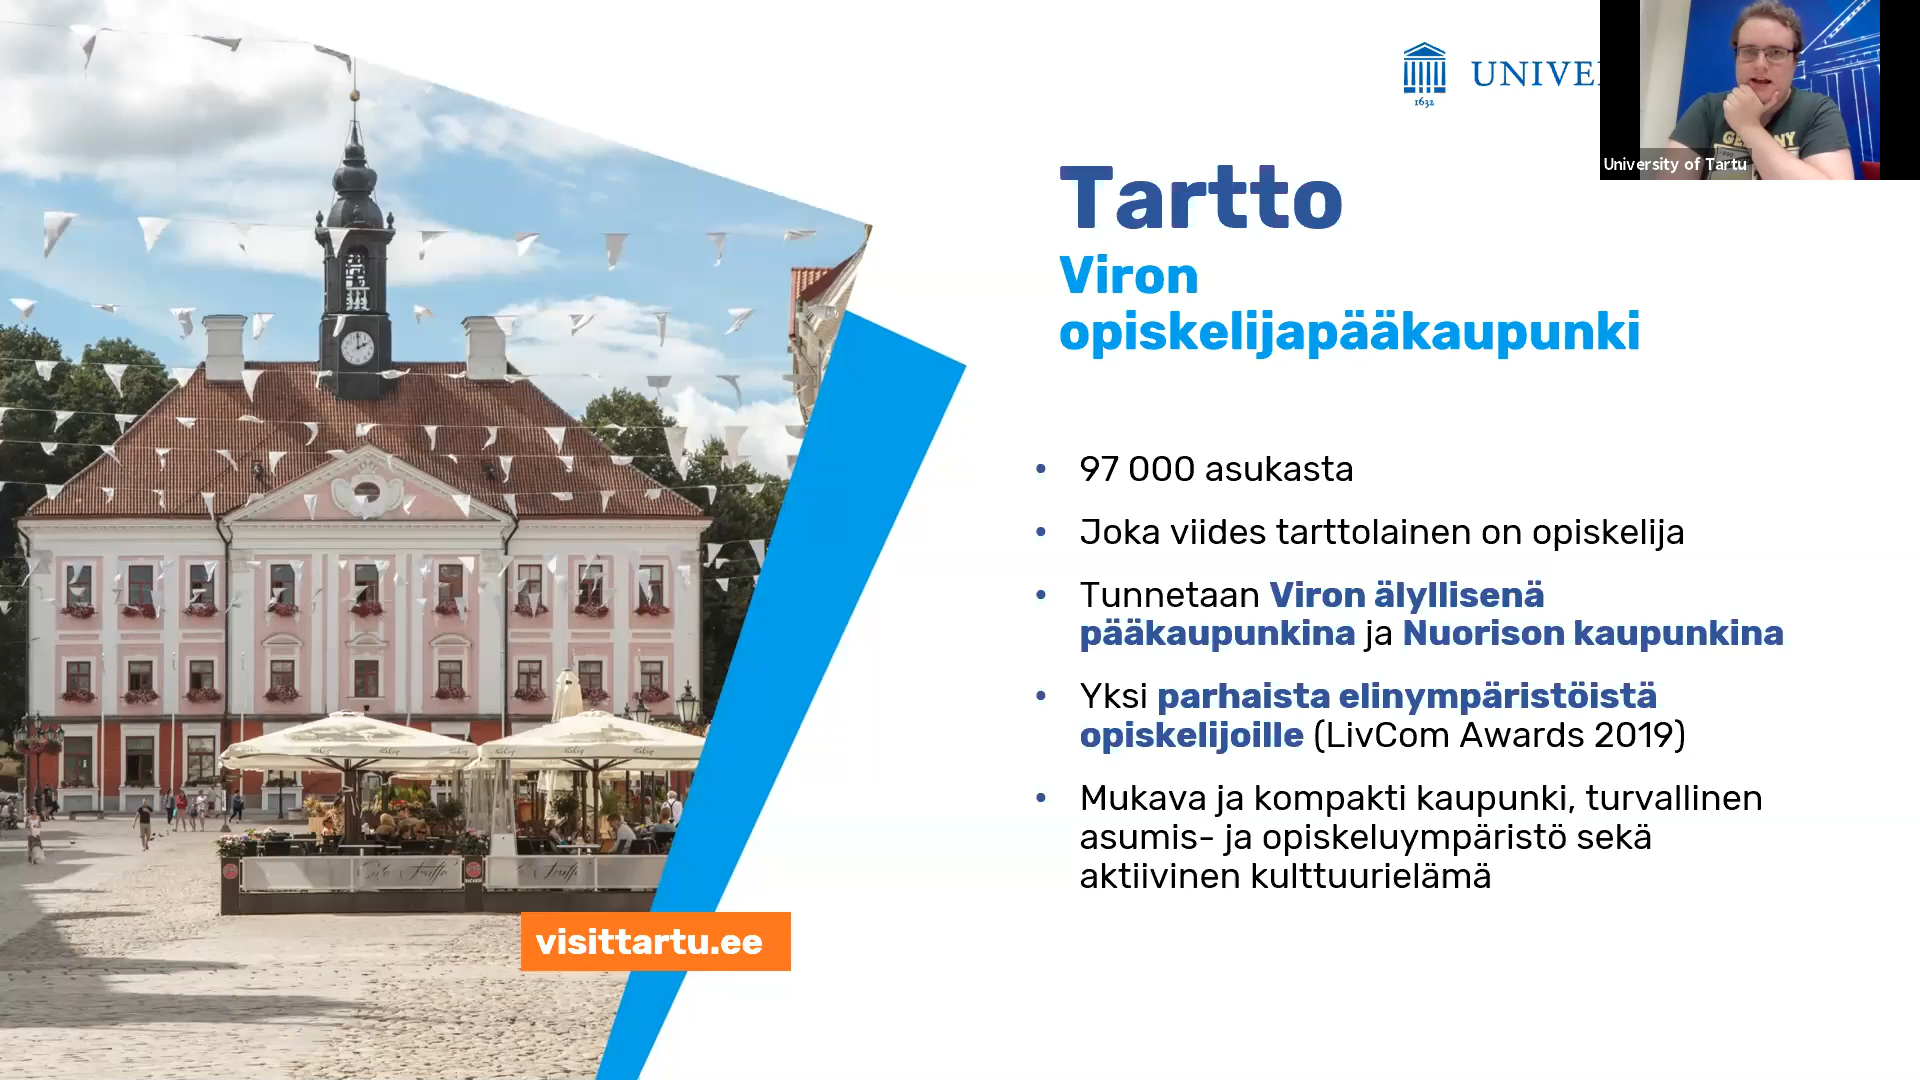 UNIVE
1632
University of Tartu
Tartto
Viron
opiskelijapääkaupunki
• 97 000 asukasta
• Joka viides tarttolainen on opiskelija
• Tunnetaan Viron älyllisenä
pääkaupunkina ja Nuorison kaupunkina
• Yksi parhaista elinympäristöistä
opiskelijoille (LivCom Awards 2019)
• Mukava ja kompakti kaupunki, turvallinen
asumis- ja opiskeluympäristö sekä
aktiivinen kulttuurielämä
visittartu.ee